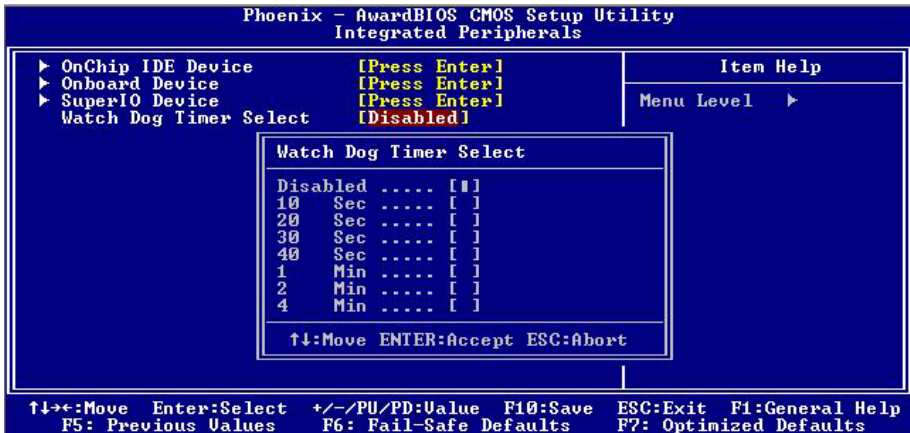 Phoenix - AwardBIOS CMOS Setup Utility
Integrated Peripherals
▶ OnChip IDE Device [Press Enter]
▶ Onboard Device [Press Enter]
▶ SuperIO Device [Press Enter]
Watch Dog Timer Select [Disabled]
Item Help
Menu Level ▶
Watch Dog Timer Select
Disabled ..... [▮]
10 Sec ..... [ ]
20 Sec ..... [ ]
30 Sec ..... [ ]
40 Sec ..... [ ]
1 Min ..... [ ]
2 Min ..... [ ]
4 Min ..... [ ]
↑↓:Move ENTER:Accept ESC:Abort
↑↓→←:Move Enter:Select +/-/PU/PD:Value F10:Save ESC:Exit F1:General Help
F5: Previous Values F6: Fail-Safe Defaults F7: Optimized Defaults